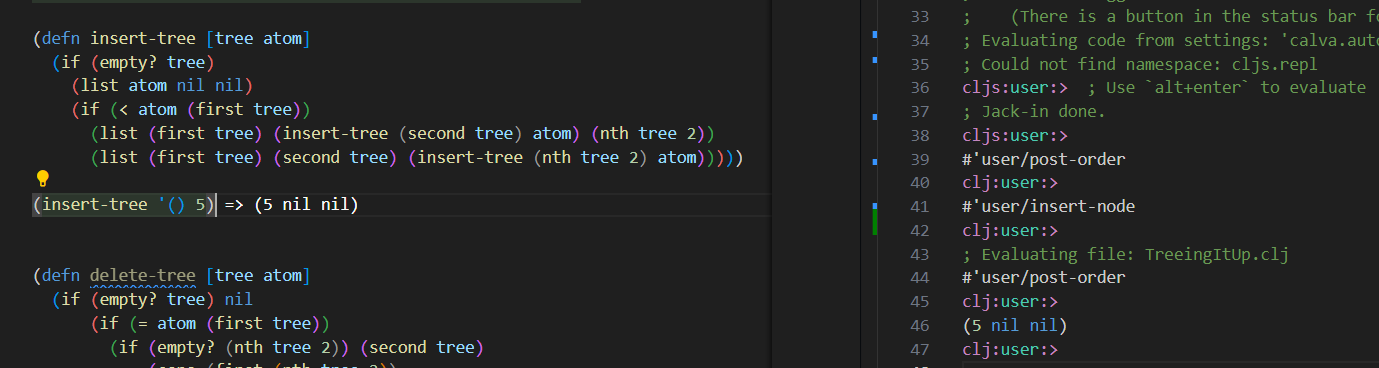 (defn insert-tree [tree atom]
(if (empty? tree)
(list atom nil nil)
(if (< atom (first tree))
(list (first tree) (insert-tree (second tree) atom) (nth tree 2))
(list (first tree) (second tree) (insert-tree (nth tree 2) atom)))))
(insert-tree '() 5) => (5 nil nil)
(defn delete-tree [tree atom]
(if (empty? tree) nil
(if (= atom (first tree))
(if (empty? (nth tree 2)) (second tree)
33 ; (There is a button in the status bar fo
34 ; Evaluating code from settings: 'calva.auto
35 ; Could not find namespace: cljs.repl
36 cljs:user:> ; Use `alt+enter` to evaluate
37 ; Jack-in done.
38 cljs:user:>
39 #'user/post-order
40 clj:user:>
41 #'user/insert-node
42 clj:user:>
43 ; Evaluating file: TreeingItUp.clj
44 #'user/post-order
45 clj:user:>
46 (5 nil nil)
47 clj:user:>